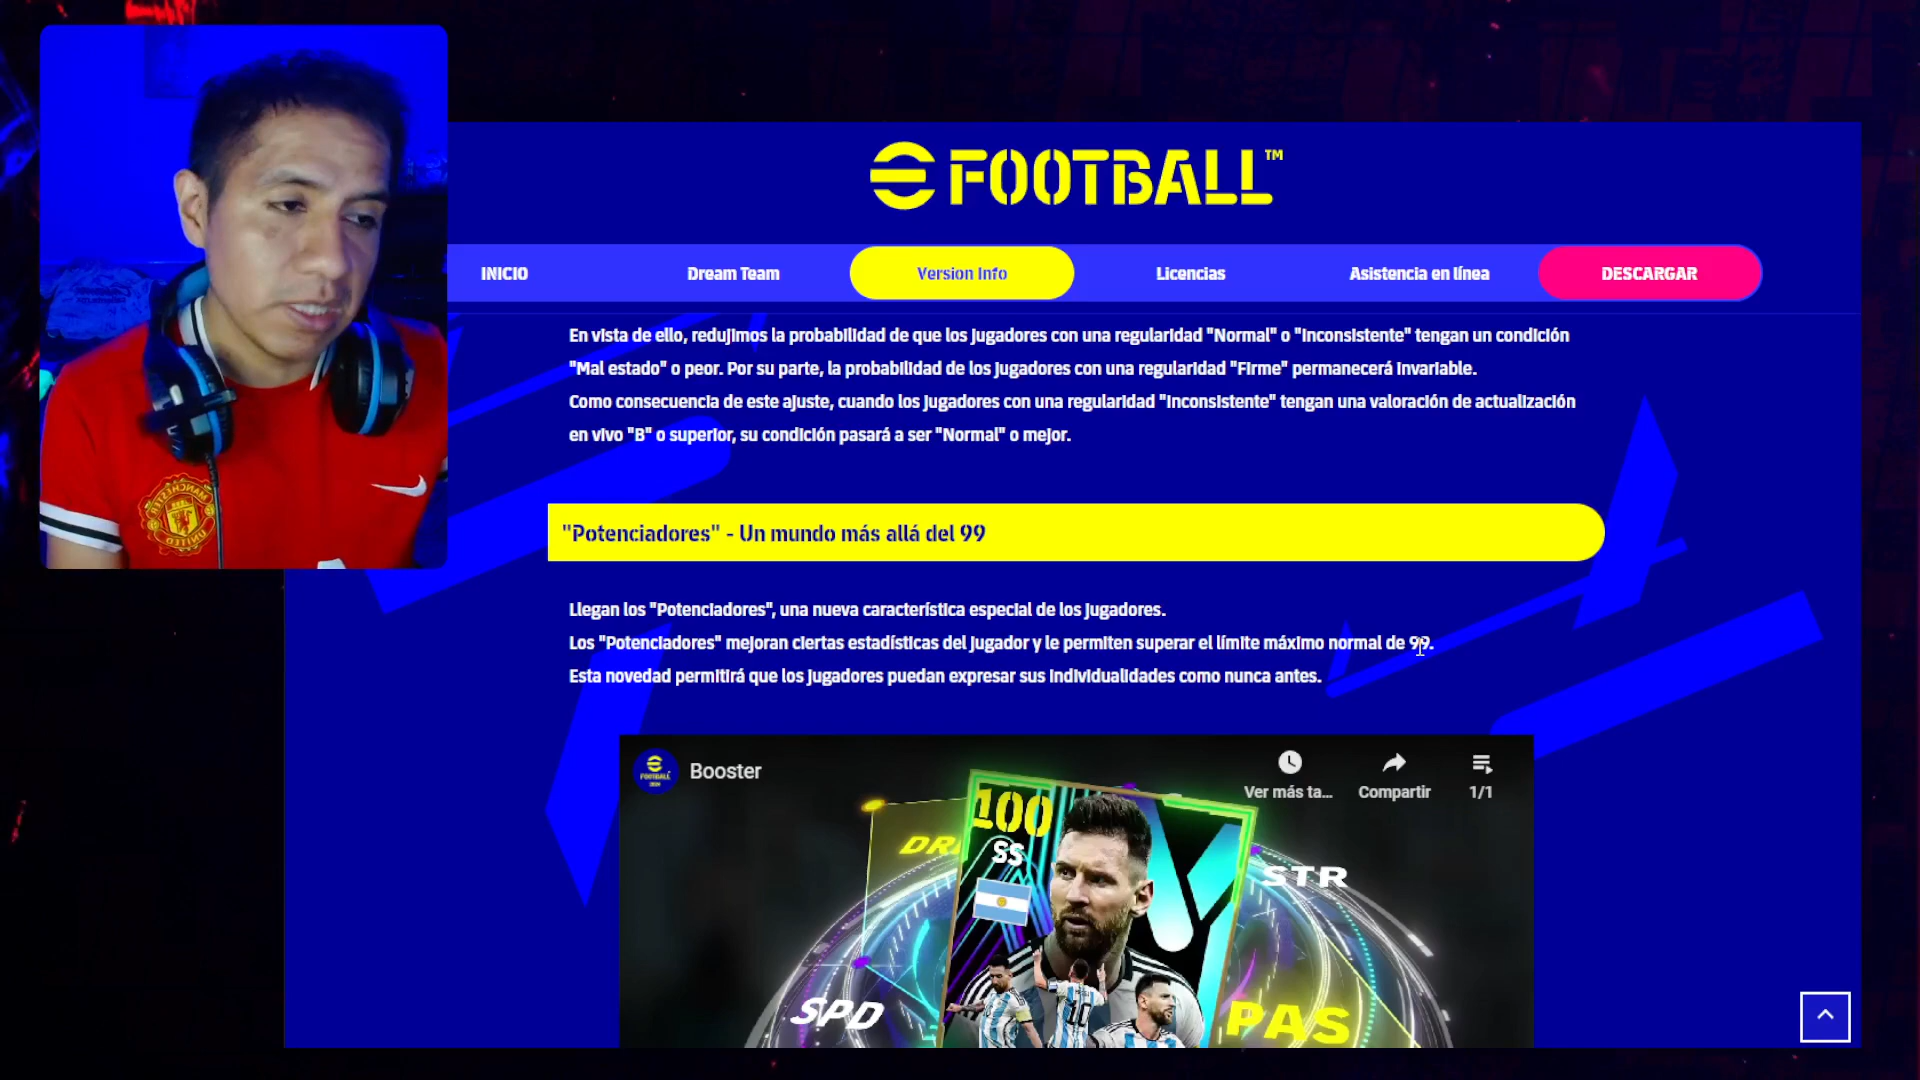 FOOTBALL™
INICIO
Dream Team
Version Info
Licencias
Asistencia en línea
DESCARGAR
En vista de ello, redujimos la probabilidad de que los jugadores con una regularidad "Normal" o "Inconsistente" tengan un condición
"Mal estado" o peor. Por su parte, la probabilidad de los jugadores con una regularidad "Firme" permanecerá invariable.
Como consecuencia de este ajuste, cuando los jugadores con una regularidad "Inconsistente" tengan una valoración de actualización
en vivo "B" o superior, su condición pasará a ser "Normal" o mejor.
"Potenciadores" - Un mundo más allá del 99
Llegan los "Potenciadores", una nueva característica especial de los jugadores.
Los "Potenciadores" mejoran ciertas estadísticas del jugador y le permiten superar el límite máximo normal de 99.
Esta novedad permitirá que los jugadores puedan expresar sus individualidades como nunca antes.
Booster
Ver más ta...
Compartir
1/1
100
SS
STR
SPD
PAS
10